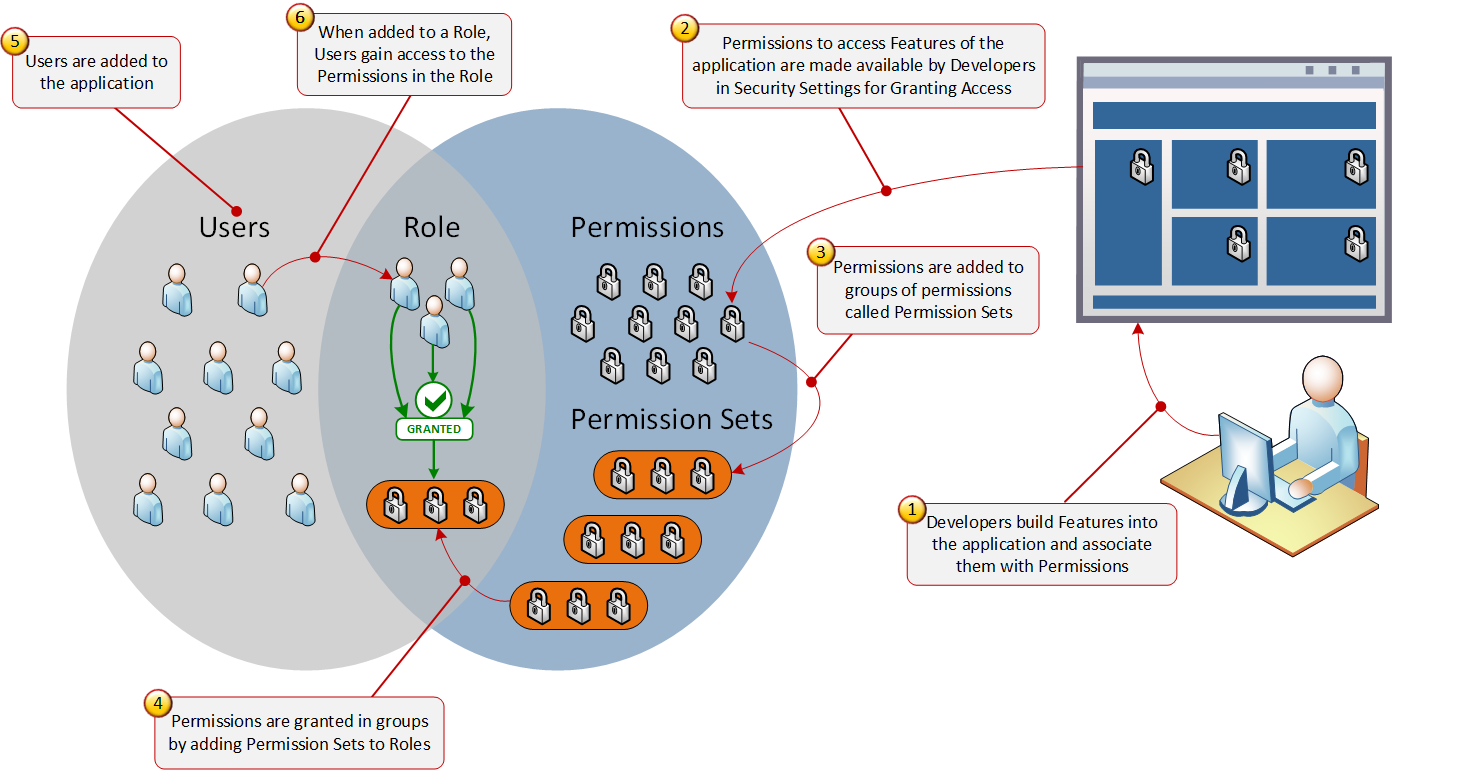 5
Users are added to
the application
6
When added to a Role,
Users gain access to the
Permissions in the Role
2
Permissions to access Features of the
application are made available by Developers
in Security Settings for Granting Access
Users
Role
Permissions
3
Permissions are added to
groups of permissions
called Permission Sets
GRANTED
Permission Sets
1
Developers build Features into
the application and associate
them with Permissions
4
Permissions are granted in groups
by adding Permission Sets to Roles